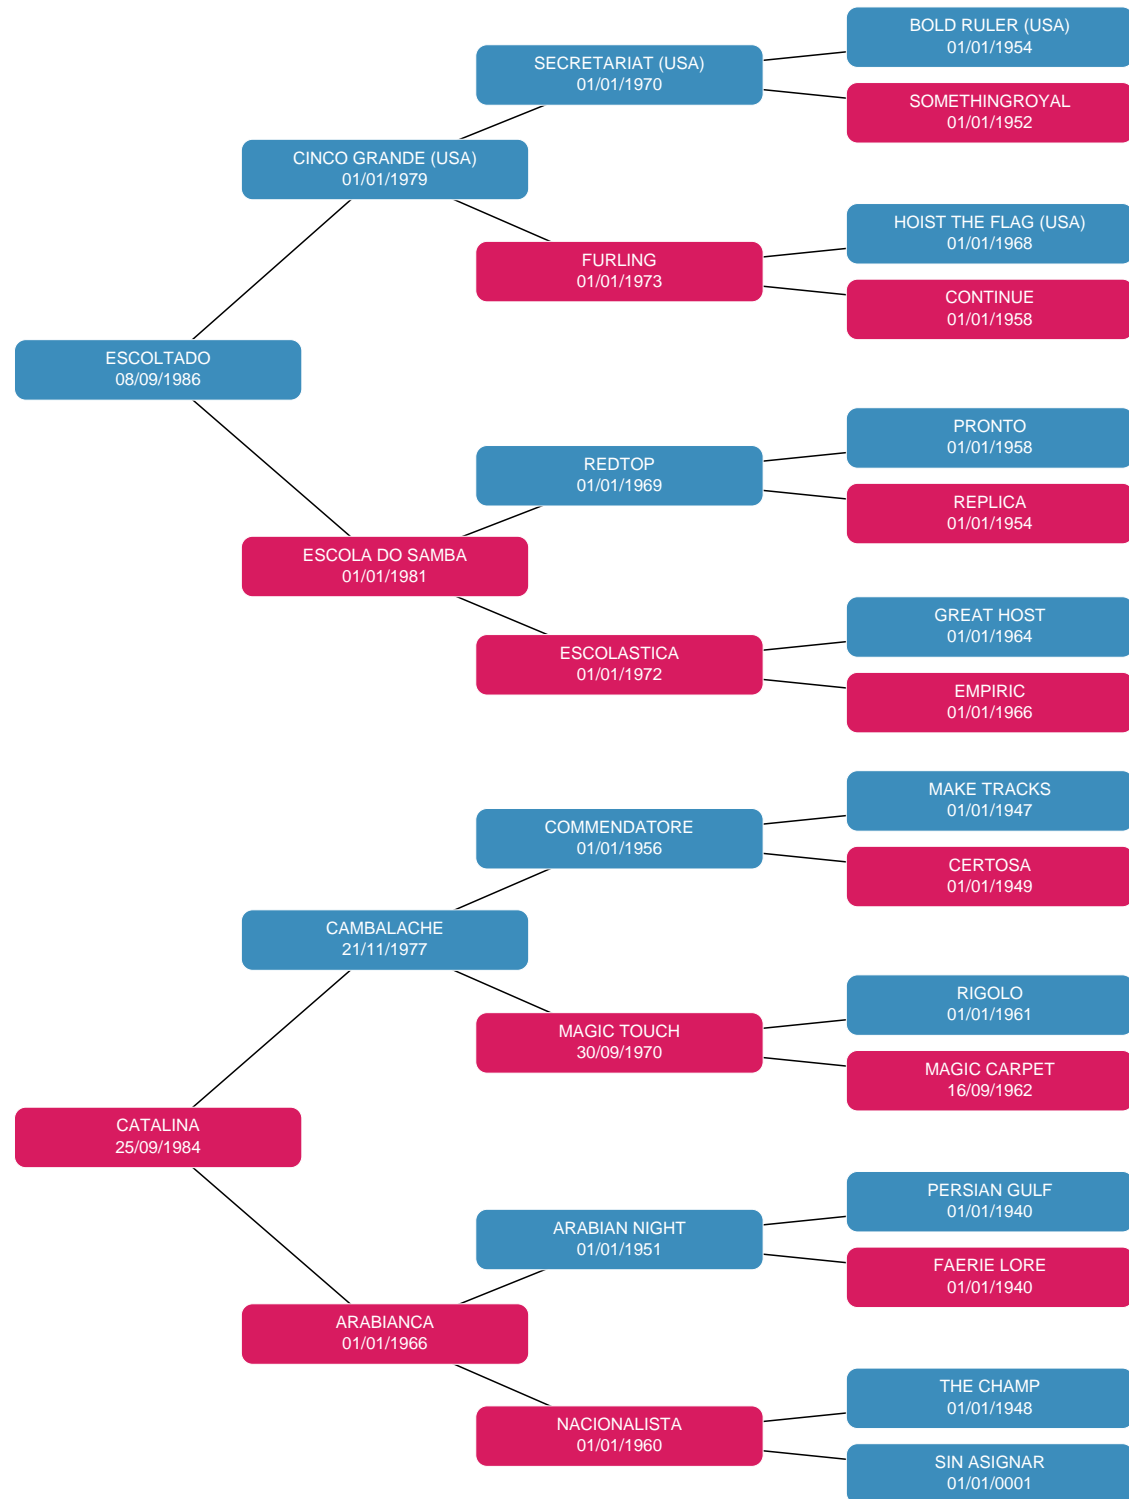 BOLD RULER (USA)
01/01/1954
SECRETARIAT (USA)
01/01/1970
SOMETHINGROYAL
01/01/1952
CINCO GRANDE (USA)
01/01/1979
HOIST THE FLAG (USA)
01/01/1968
FURLING
01/01/1973
CONTINUE
01/01/1958
ESCOLTADO
08/09/1986
PRONTO
01/01/1958
REDTOP
01/01/1969
REPLICA
01/01/1954
ESCOLA DO SAMBA
01/01/1981
GREAT HOST
01/01/1964
ESCOLASTICA
01/01/1972
EMPIRIC
01/01/1966
MAKE TRACKS
01/01/1947
COMMENDATORE
01/01/1956
CERTOSA
01/01/1949
CAMBALACHE
21/11/1977
RIGOLO
01/01/1961
MAGIC TOUCH
30/09/1970
MAGIC CARPET
16/09/1962
CATALINA
25/09/1984
PERSIAN GULF
01/01/1940
ARABIAN NIGHT
01/01/1951
FAERIE LORE
01/01/1940
ARABIANCA
01/01/1966
THE CHAMP
01/01/1948
NACIONALISTA
01/01/1960
SIN ASIGNAR
01/01/0001